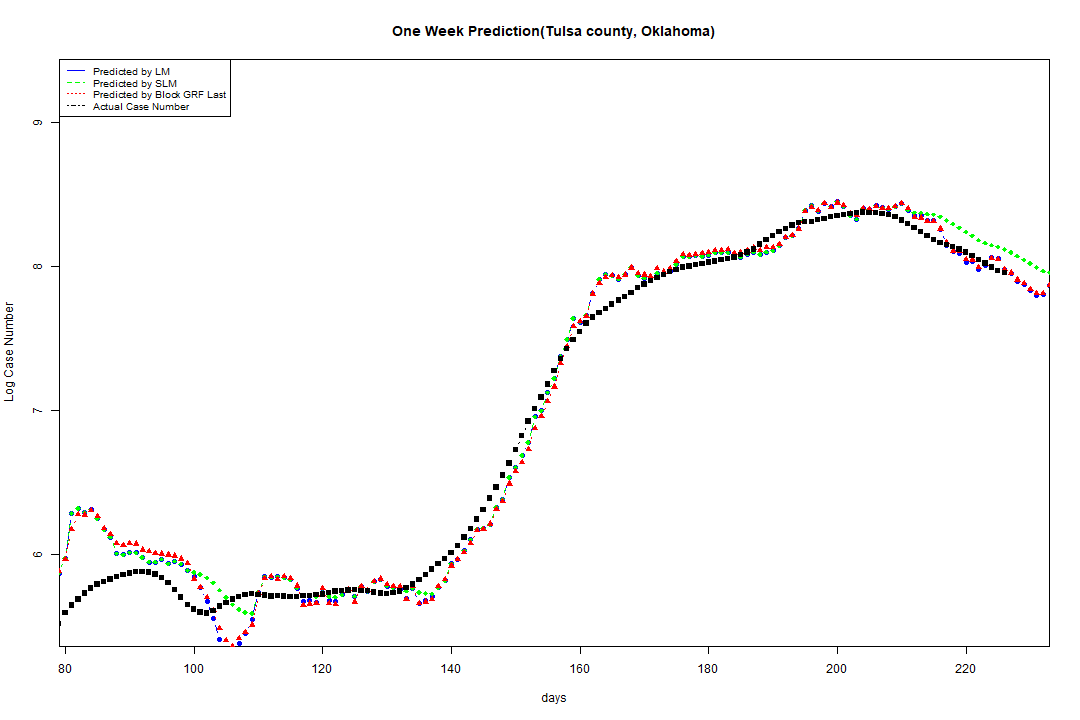 One Week Prediction(Tulsa county, Oklahoma)
Predicted by LM
Predicted by SLM
Predicted by Block GRF Last
Actual Case Number
9
8
7
6
Log Case Number
80 100 120 140 160 180 200 220
days